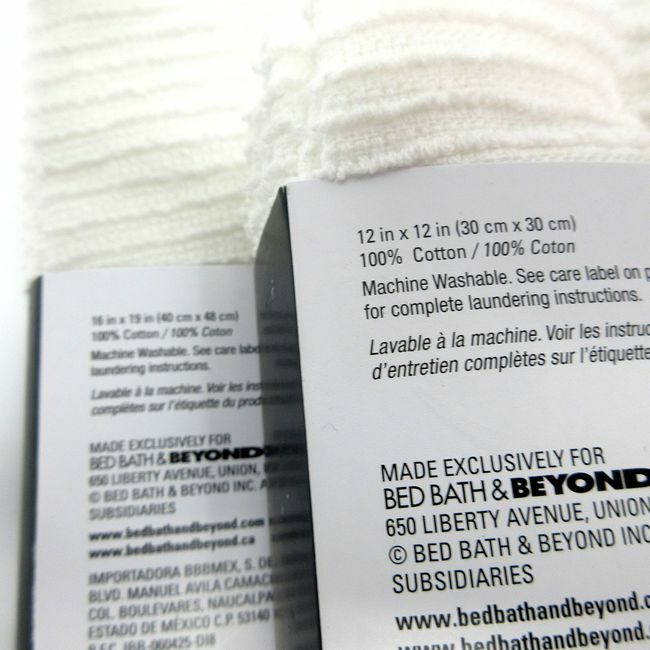 16 in x 19 in (40 cm x 48 cm)
100% Cotton / 100% Coton
Machine Washable. See care
laundering instructions.
Lavable à la machine. Voir les
complètes sur l'étiquette du
MADE EXCLUSIVELY FOR
BED BATH & BEYOND
650 LIBERTY AVENUE, UNION,
© BED BATH & BEYOND INC.
SUBSIDIARIES
www.bedbathandbeyond.com
www.bedbathandbeyond.ca
IMPORTADORA BBBMEX, S. DE
BLVD. MANUEL AVILA
COL. BOULEVARES,
ESTADO DE MÉXICO C.P. 53140
12 in x 12 in (30 cm x 30 cm)
100% Cotton / 100% Coton
Machine Washable. See care label on
for complete laundering instructions.
Lavable à la machine. Voir les
d'entretien complètes sur
MADE EXCLUSIVELY FOR
BED BATH & BEYOND
650 LIBERTY AVENUE, UNION
© BED BATH & BEYOND INC
SUBSIDIARIES
www.bedbathandbeyond.
www.bedbathandbeyond.